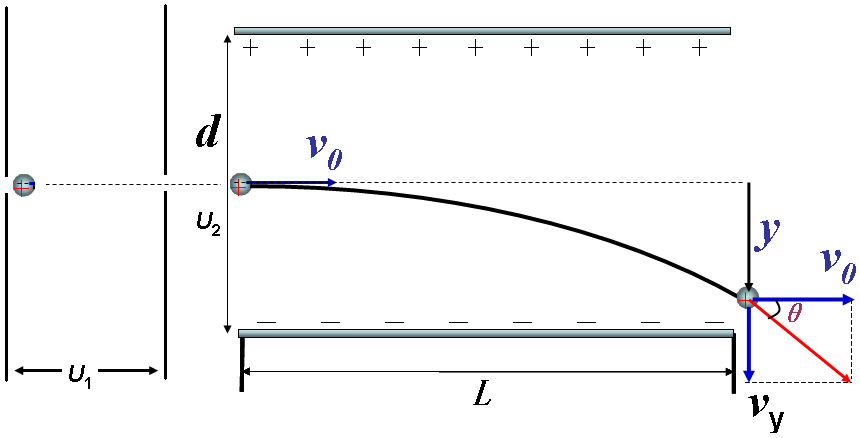 + + + + + + + +
d
v₀
U₂
y
v₀
θ
− − − − − − − −
U₁
L
vy